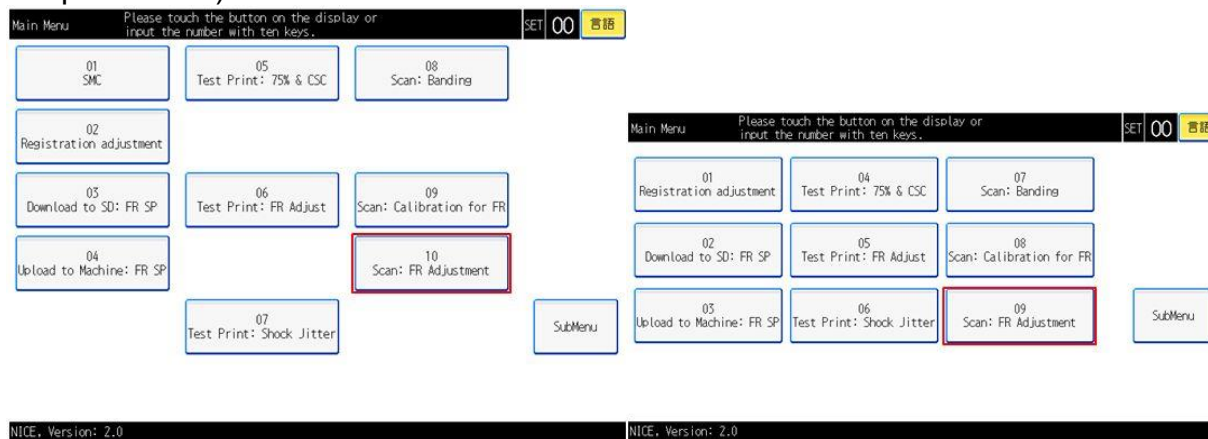 Main Menu
Please touch the button on the display or
input the number with ten keys.
SET 00 言語
01
SMC
05
Test Print: 75% & CSC
08
Scan: Banding
02
Registration adjustment
03
Download to SD: FR SP
06
Test Print: FR Adjust
09
Scan: Calibration for FR
04
Upload to Machine: FR SP
10
Scan: FR Adjustment
07
Test Print: Shock Jitter
SubMenu
NICE, Version: 2.0
Main Menu
Please touch the button on the display or
input the number with ten keys.
SET 00 言語
01
Registration adjustment
04
Test Print: 75% & CSC
07
Scan: Banding
02
Download to SD: FR SP
05
Test Print: FR Adjust
08
Scan: Calibration for FR
03
Upload to Machine: FR SP
06
Test Print: Shock Jitter
09
Scan: FR Adjustment
SubMenu
NICE, Version: 2.0